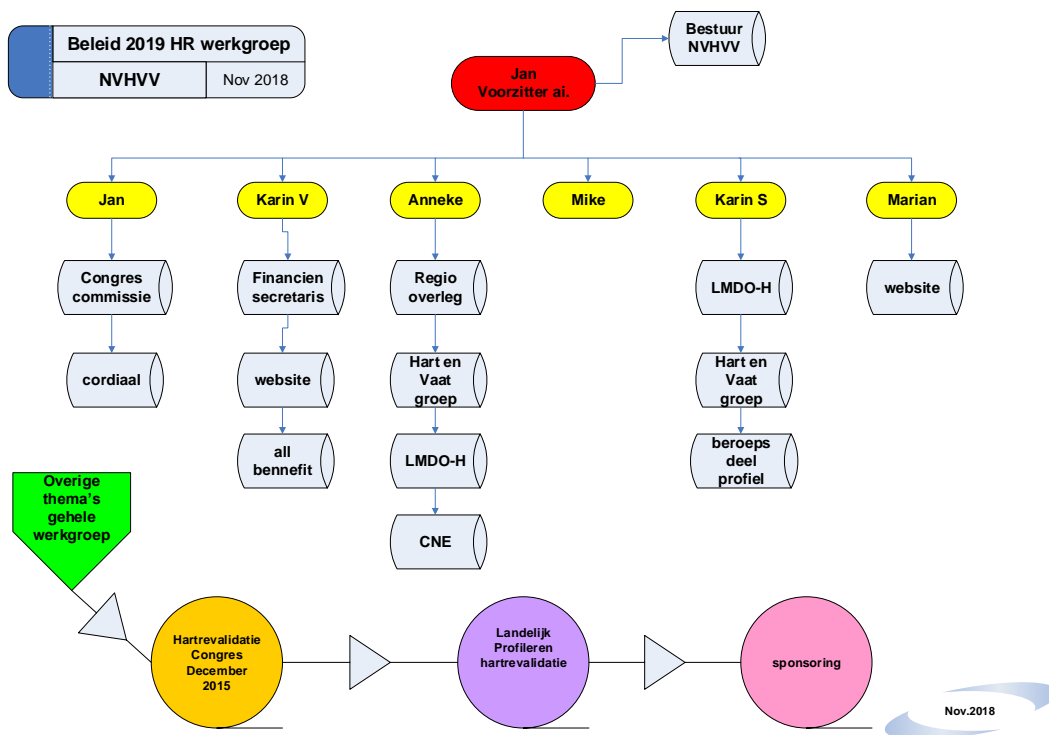 Beleid 2019 HR werkgroep
NVHVV
Nov 2018
Bestuur
NVHVV
Jan
Voorzitter ai.
Jan
Karin V
Anneke
Mike
Karin S
Marian
Congres
commissie
Financien
secretaris
Regio
overleg
LMDO-H
website
cordiaal
website
Hart en
Vaat
groep
Hart en
Vaat
groep
all
bennefit
LMDO-H
beroeps
deel
profiel
CNE
Overige
thema's
gehele
werkgroep
Hartrevalidatie
Congres
December
2015
Landelijk
Profileren
hartrevalidatie
sponsoring
Nov.2018